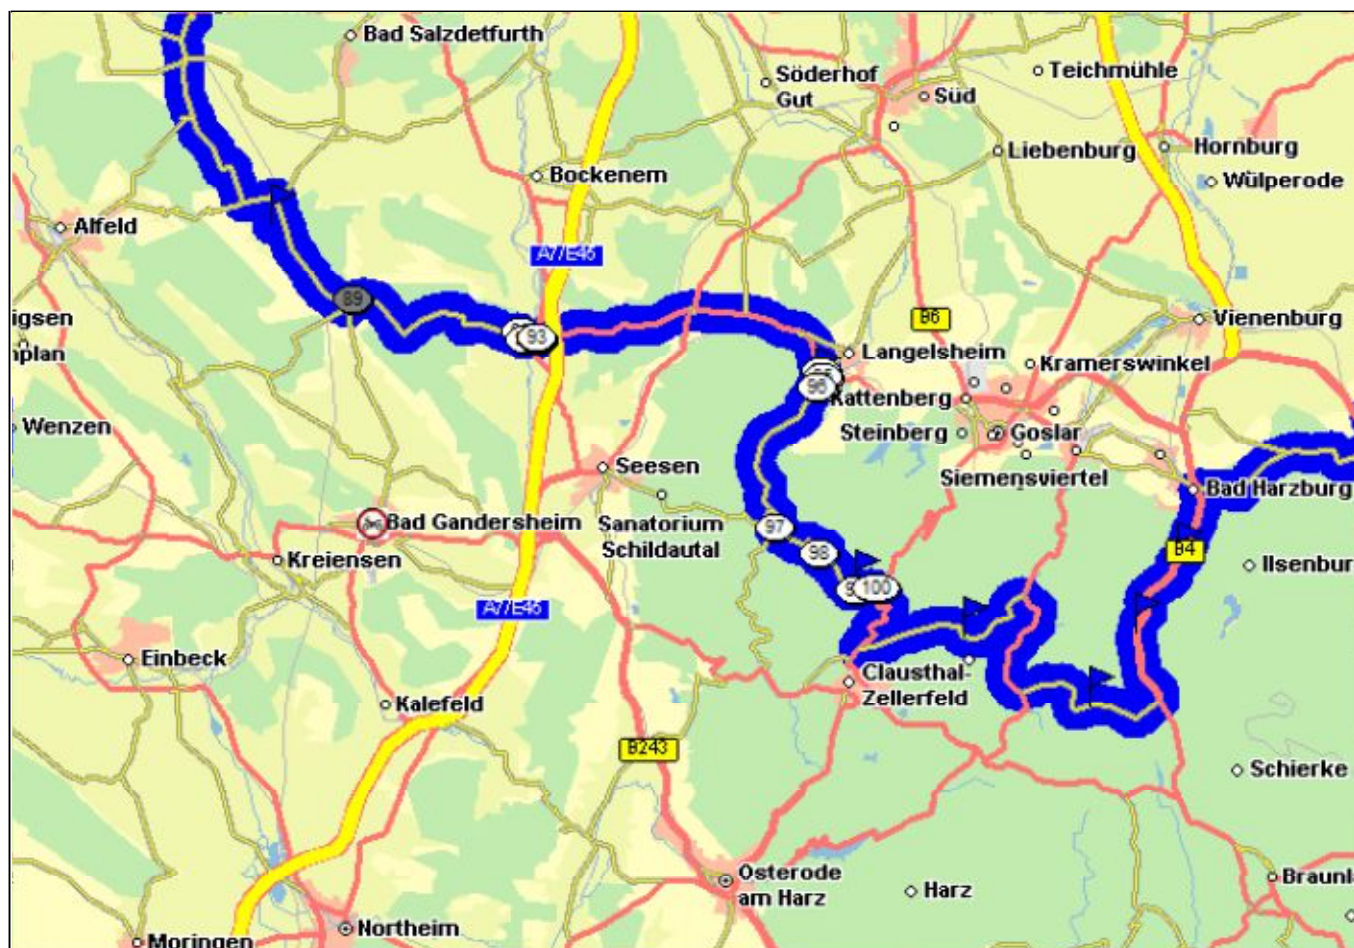 Bad Salzdetfurth
Söderhof
Gut
Süd
Teichmühle
Liebenburg
Hornburg
Wülperode
Bockenem
Alfeld
A7/E45
89
93
B6
Vienenburg
igsen
nplan
Langelsheim
Kramerswinkel
96
Kattenberg
Wenzen
Steinberg
Goslar
Seesen
Siemensviertel
Bad Harzburg
Sanatorium
Schildautal
Bad Gandersheim
97
98
B4
Kreiensen
Ilsenbur
100
A7/E45
Einbeck
Clausthal-
Zellerfeld
Kalefeld
B243
Schierke
Osterode
am Harz
Harz
Braunla
Northeim
Moringen